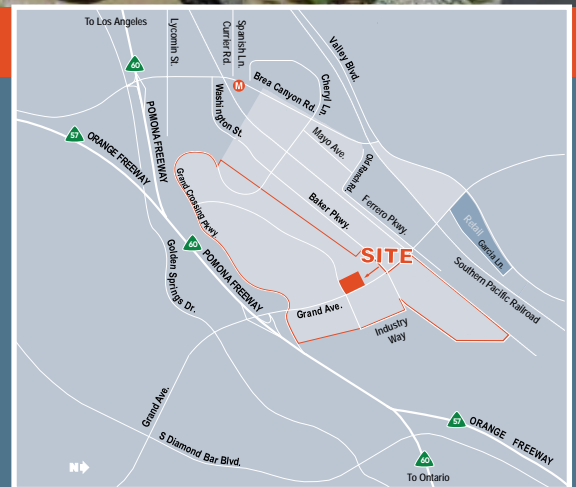 To Los Angeles
Lycomin St.
Currier Rd.
Spanish Ln.
Valley Blvd.
60
M
Brea Canyon Rd.
Cheryl Ln.
Washington St.
POMONA FREEWAY
57
ORANGE FREEWAY
Mayo Ave.
Old Ranch Rd.
Grand Crossing Pkwy.
Baker Pkwy.
Ferrero Pkwy.
Retail
Garcia Ln.
60
POMONA FREEWAY
Golden Springs Dr.
SITE
Southern Pacific Railroad
Grand Ave.
Industry
Way
Grand Ave.
S Diamond Bar Blvd.
57
ORANGE FREEWAY
N
60
To Ontario